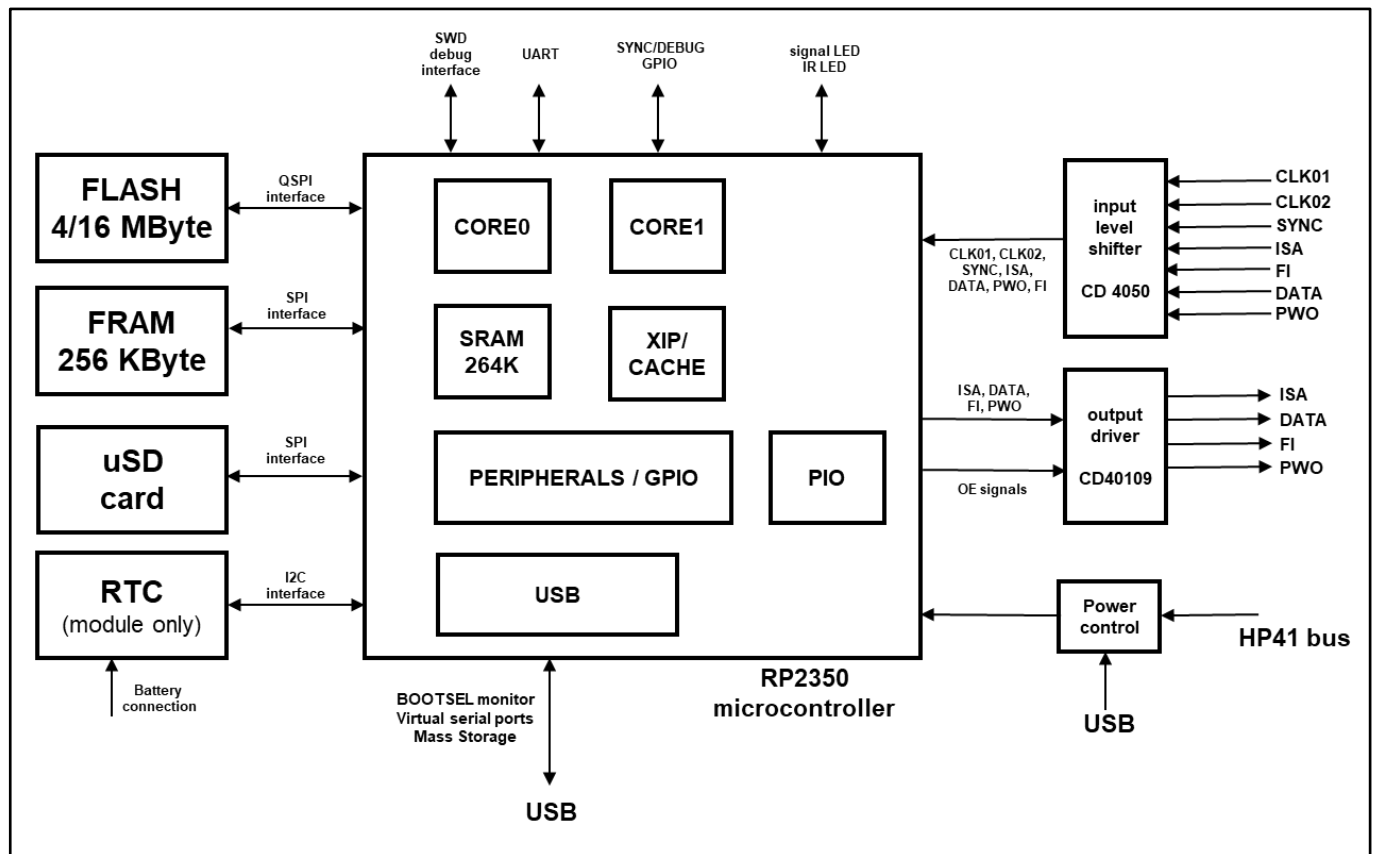 SWD
debug
interface
UART
SYNC/DEBUG
GPIO
signal LED
IR LED
FLASH
4/16 MByte
QSPI
interface
FRAM
256 KByte
SPI
interface
uSD
card
SPI
interface
RTC
(module only)
I2C
interface
Battery
connection
CORE0
CORE1
SRAM
264K
XIP/
CACHE
PERIPHERALS / GPIO
PIO
USB
RP2350
microcontroller
BOOTSEL monitor
Virtual serial ports
Mass Storage
USB
CLK01, CLK02,
SYNC, ISA,
DATA, PWO, FI
input
level
shifter
CD 4050
CLK01
CLK02
SYNC
ISA
FI
DATA
PWO
ISA, DATA,
FI, PWO
OE signals
output
driver
CD40109
ISA
DATA
FI
PWO
Power
control
HP41 bus
USB